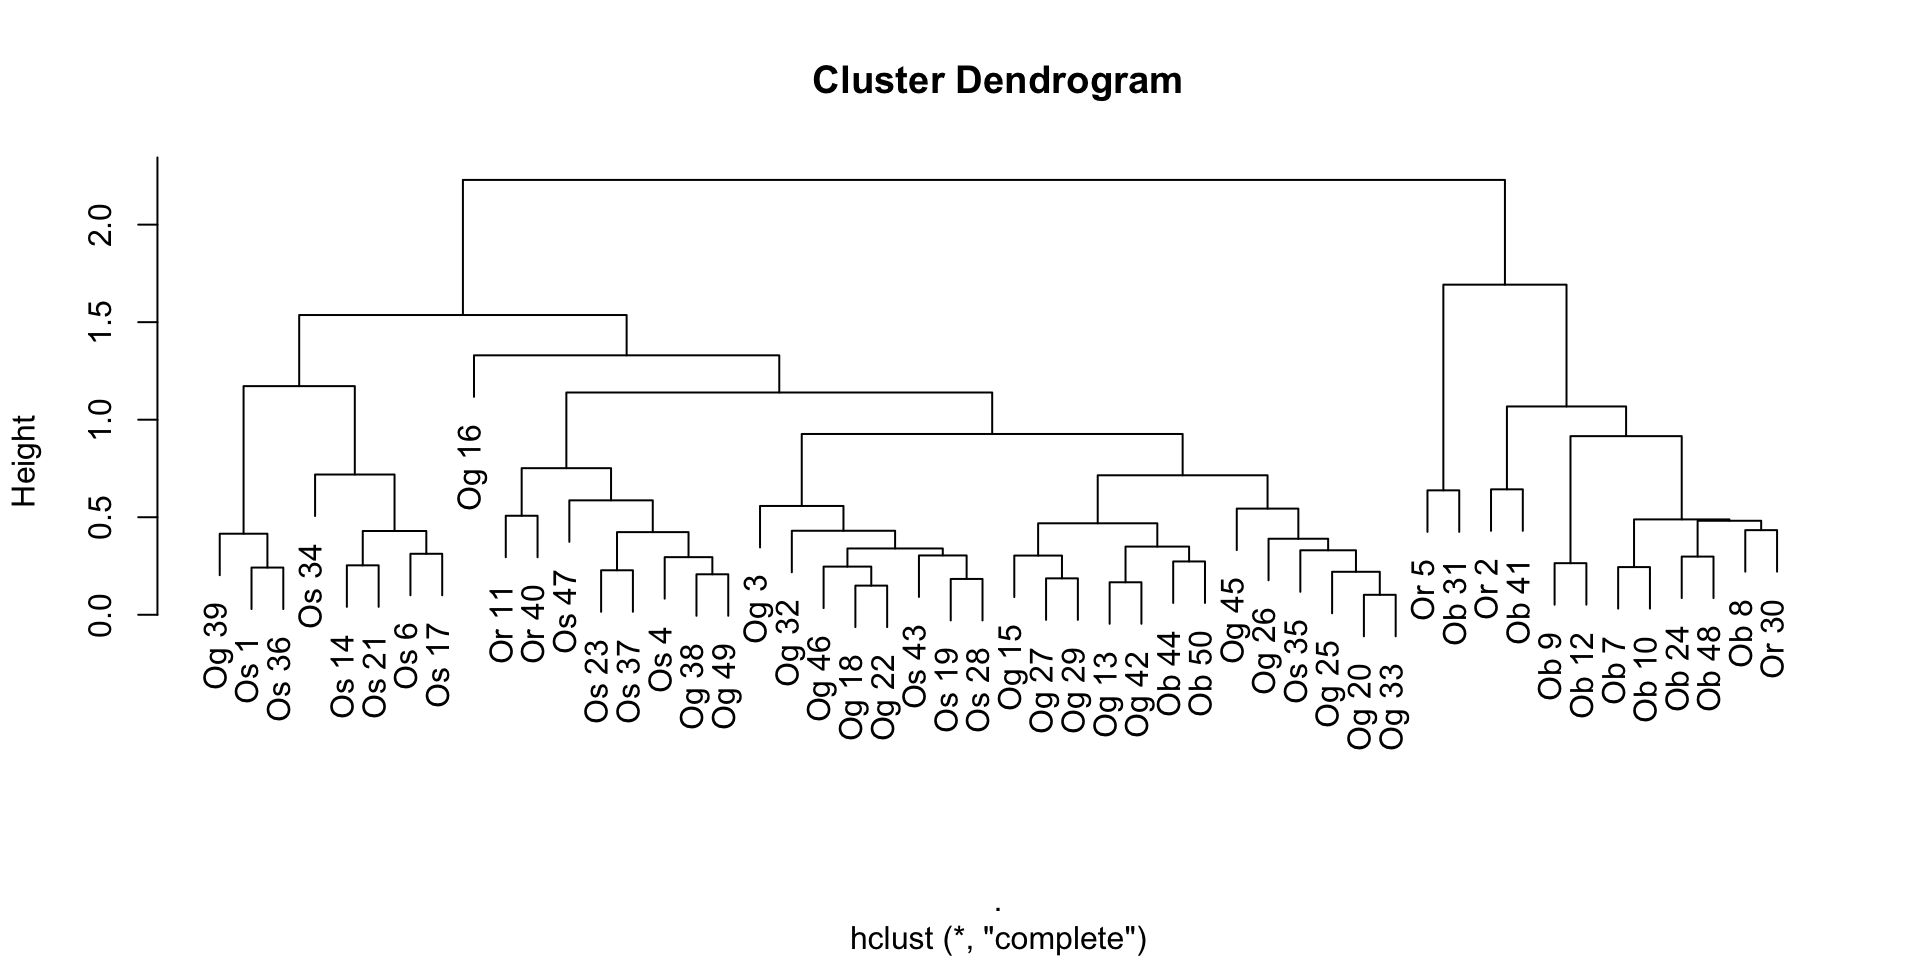 Cluster Dendrogram
Height
2.0
1.5
1.0
0.5
0.0
Og 39
Os 1
Os 36
Os 34
Os 14
Os 21
Os 6
Os 17
Og 16
Or 11
Or 40
Os 47
Os 23
Os 37
Os 4
Og 38
Og 49
Og 3
Og 32
Og 46
Og 18
Og 22
Os 43
Os 19
Os 28
Og 15
Og 27
Og 29
Og 13
Og 42
Ob 44
Ob 50
Og 45
Og 26
Os 35
Og 25
Og 20
Og 33
Or 5
Ob 31
Or 2
Ob 41
Ob 9
Ob 12
Ob 7
Ob 10
Ob 24
Ob 48
Ob 8
Or 30
.
hclust (*, "complete")